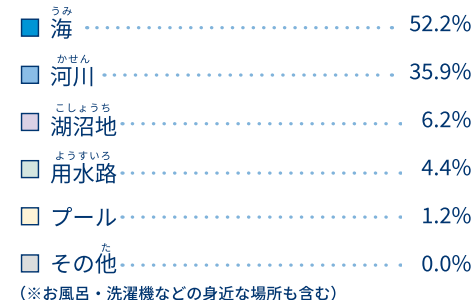 うみ
海 52.2%
かせん
河川 35.9%
こしょうち
湖沼地 6.2%
ようすいろ
用水路 4.4%
プール 1.2%
た
その他 0.0%
（※お風呂・洗濯機などの身近な場所も含む）